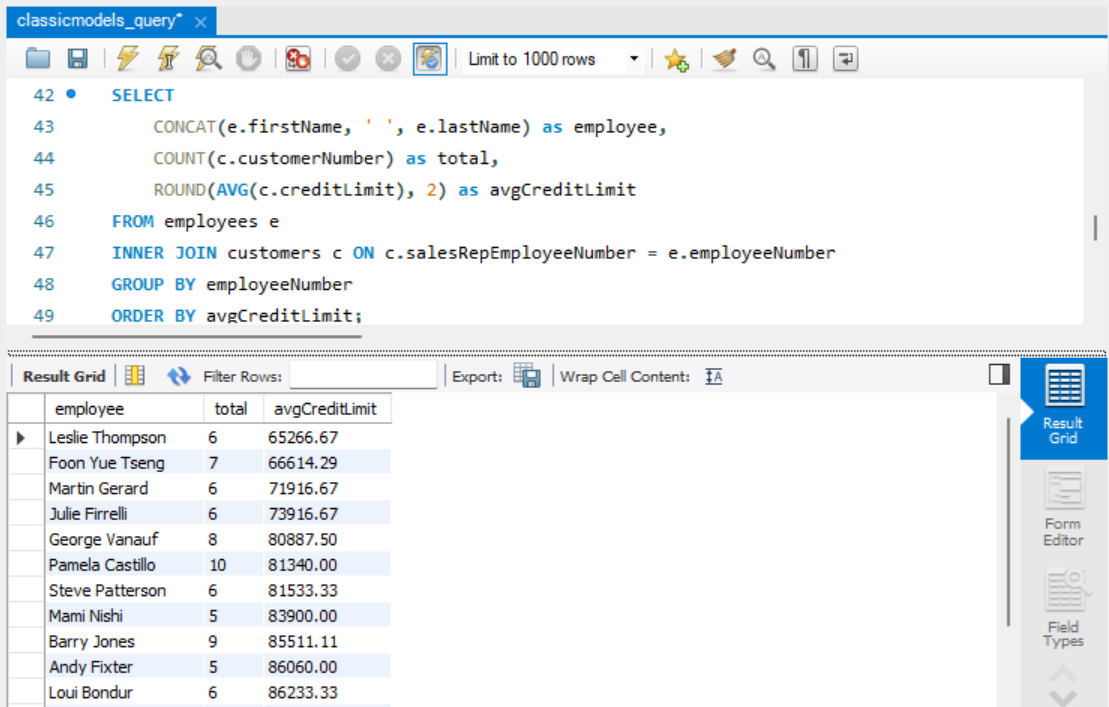 classicmodels_query*
Limit to 1000 rows
42 SELECT
43 CONCAT(e.firstName, ' ', e.lastName) as employee,
44 COUNT(c.customerNumber) as total,
45 ROUND(AVG(c.creditLimit), 2) as avgCreditLimit
46 FROM employees e
47 INNER JOIN customers c ON c.salesRepEmployeeNumber = e.employeeNumber
48 GROUP BY employeeNumber
49 ORDER BY avgCreditLimit;
Result Grid Filter Rows: Export: Wrap Cell Content: IA
employee total avgCreditLimit
Leslie Thompson 6 65266.67
Foon Yue Tseng 7 66614.29
Martin Gerard 6 71916.67
Julie Firrelli 6 73916.67
George Vanauf 8 80887.50
Pamela Castillo 10 81340.00
Steve Patterson 6 81533.33
Mami Nishi 5 83900.00
Barry Jones 9 85511.11
Andy Fixter 5 86060.00
Loui Bondur 6 86233.33
Result
Grid
Form
Editor
Field
Types